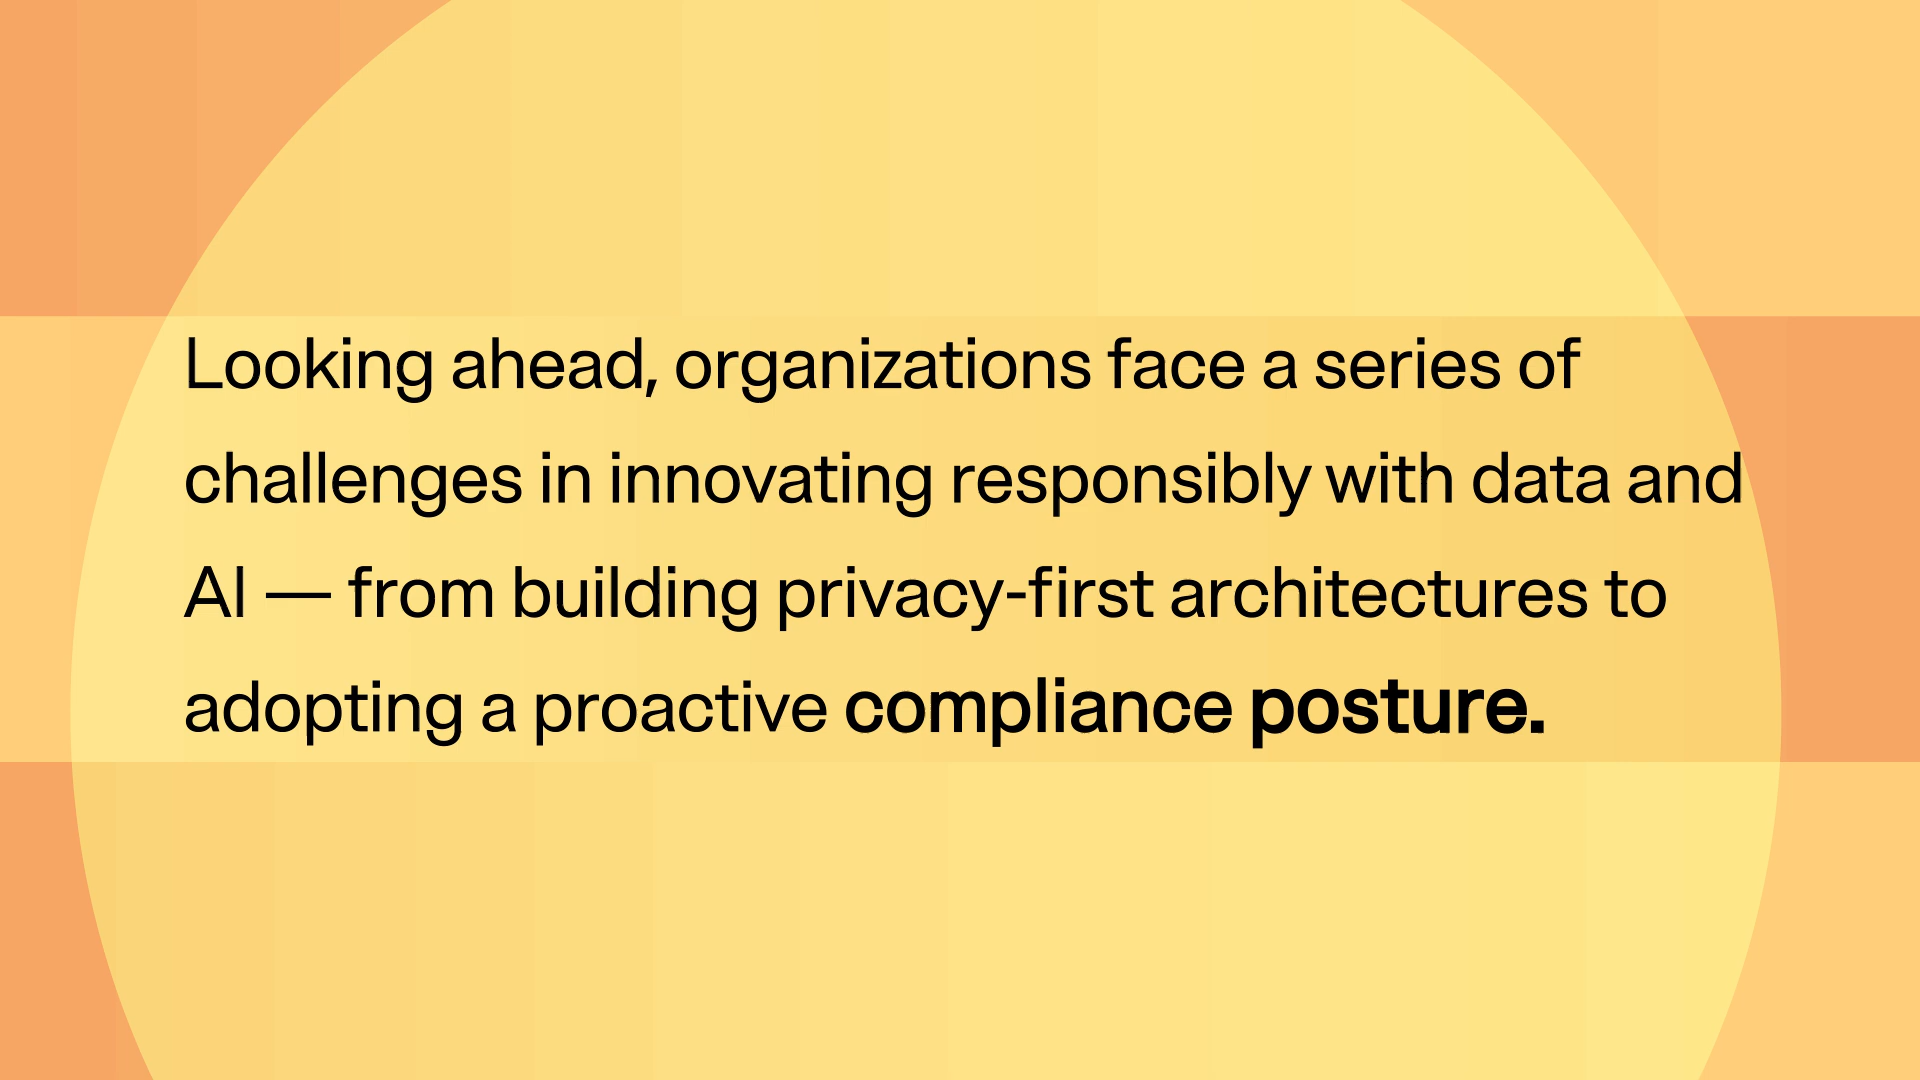 Looking ahead, organizations face a series of
challenges in innovating responsibly with data and
AI — from building privacy-first architectures to
adopting a proactive compliance posture.